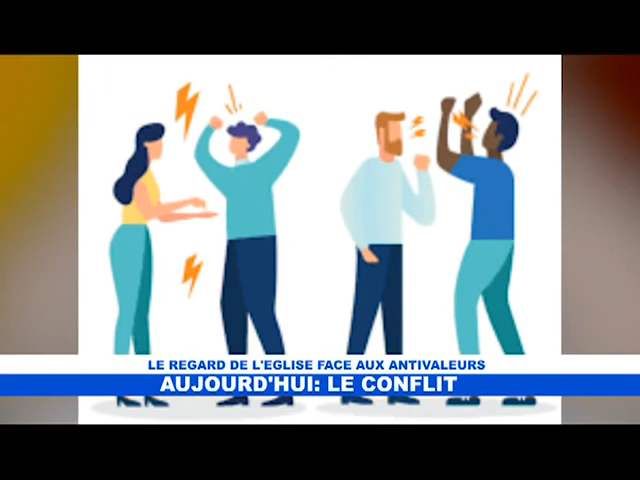 LE REGARD DE L'EGLISE FACE AUX ANTIVALEURS
AUJOURD'HUI: LE CONFLIT